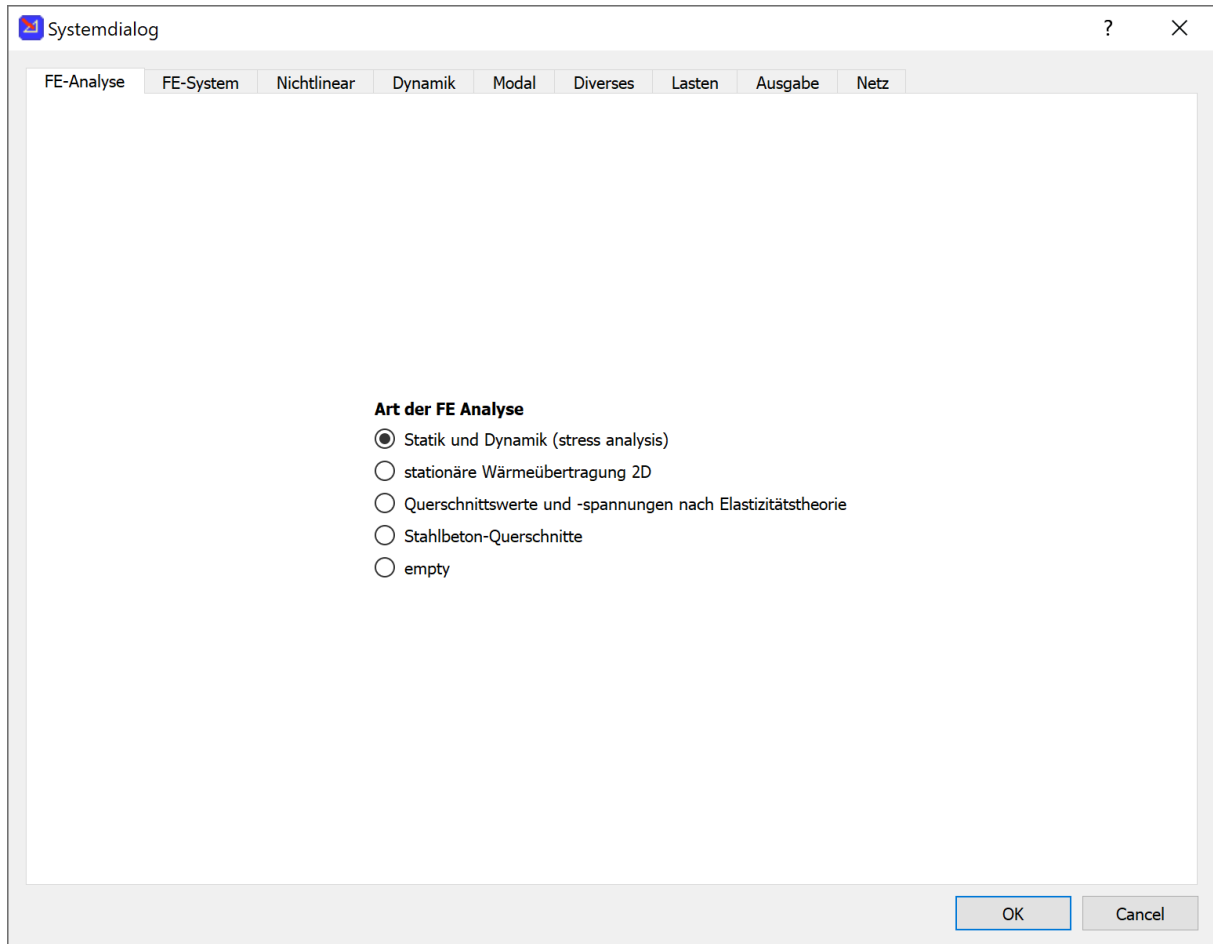 Systemdialog
?
FE-Analyse FE-System Nichtlinear Dynamik Modal Diverses Lasten Ausgabe Netz
Art der FE Analyse
Statik und Dynamik (stress analysis)
stationäre Wärmeübertragung 2D
Querschnittswerte und -spannungen nach Elastizitätstheorie
Stahlbeton-Querschnitte
empty
OK Cancel